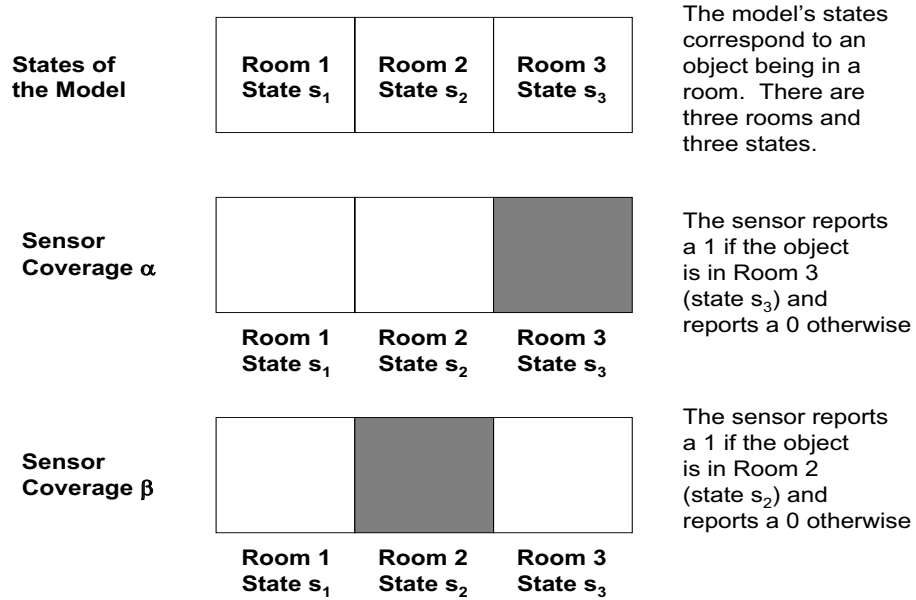 States of
the Model
Room 1
State s₁
Room 2
State s₂
Room 3
State s₃
The model’s states
correspond to an
object being in a
room. There are
three rooms and
three states.
Sensor
Coverage α
Room 1
State s₁
Room 2
State s₂
Room 3
State s₃
The sensor reports
a 1 if the object
is in Room 3
(state s₃) and
reports a 0 otherwise
Sensor
Coverage β
Room 1
State s₁
Room 2
State s₂
Room 3
State s₃
The sensor reports
a 1 if the object
is in Room 2
(state s₂) and
reports a 0 otherwise